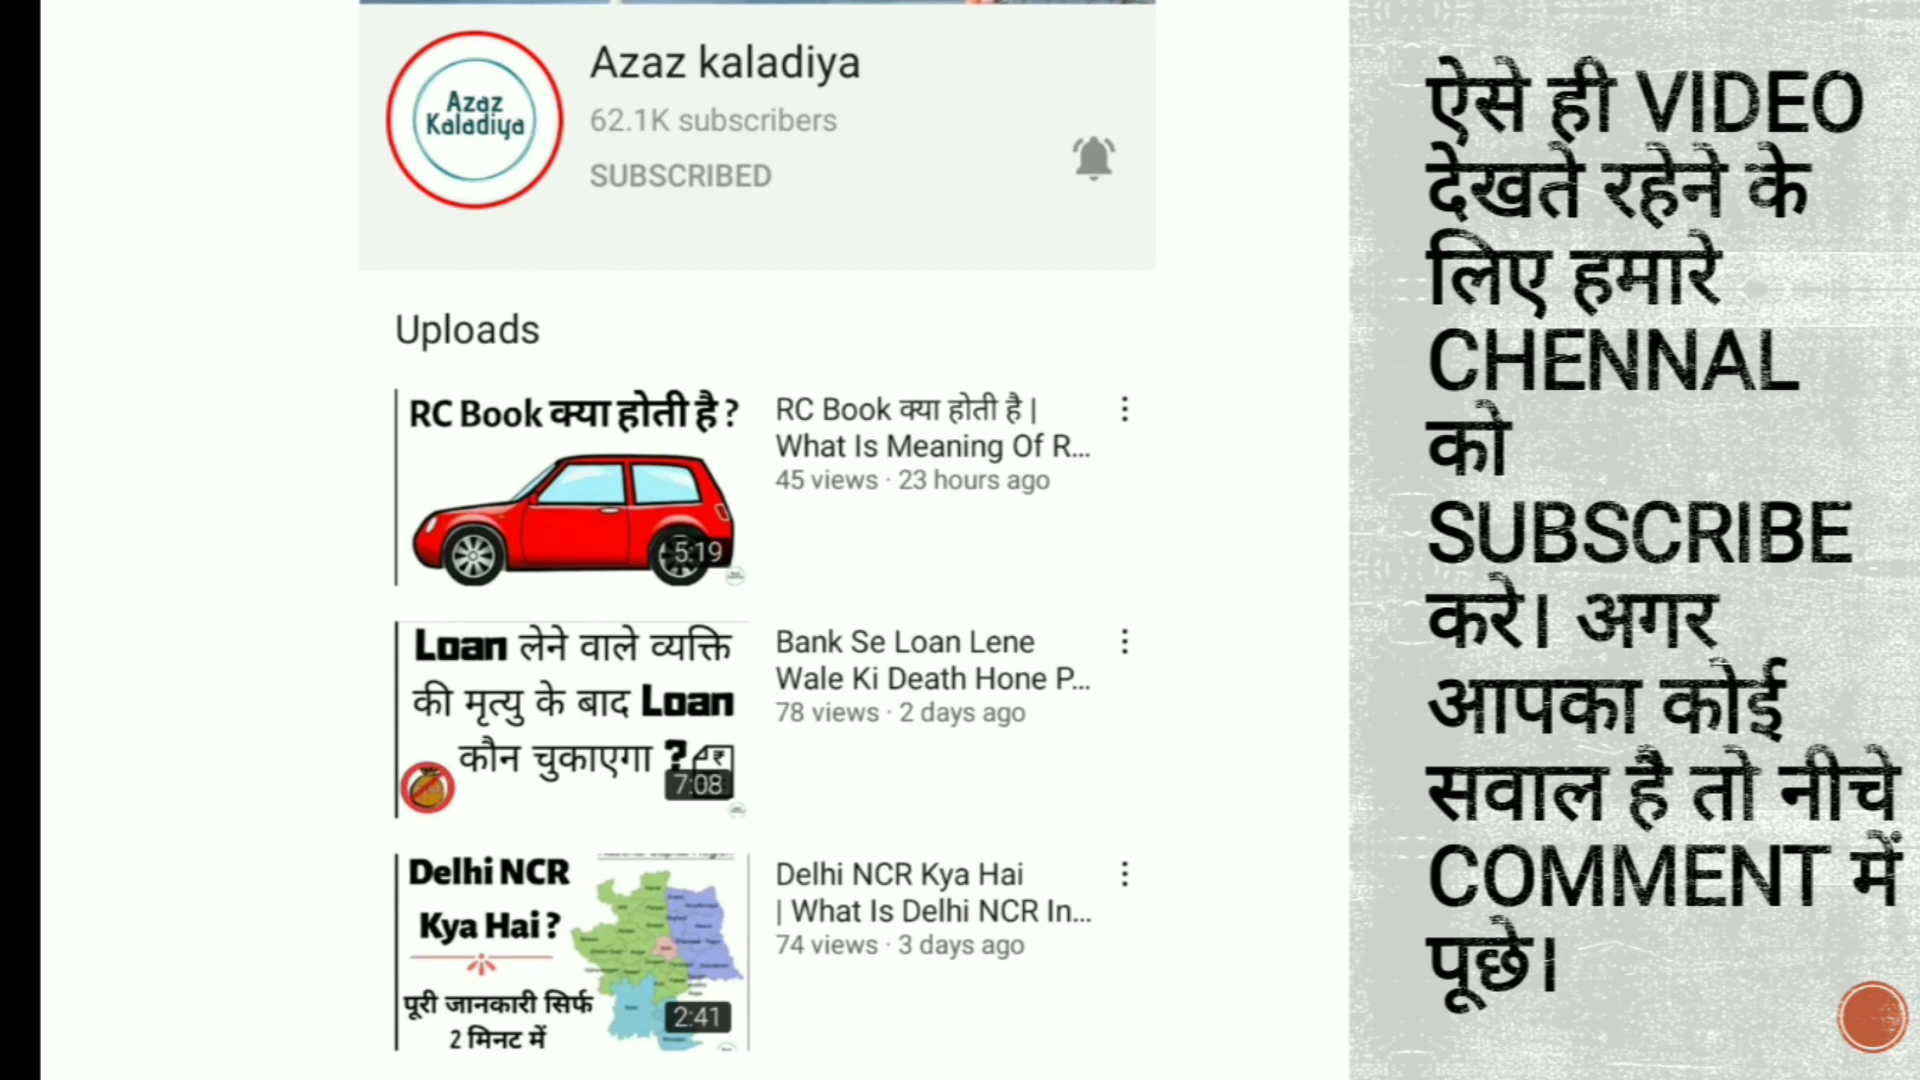 Azaz
Kaladiya
Azaz kaladiya
62.1K subscribers
SUBSCRIBED
Uploads
RC Book क्या होती है ?
5:19
RC Book क्या होती है |
What Is Meaning Of R...
45 views · 23 hours ago
Loan लेने वाले व्यक्ति
की मृत्यु के बाद Loan
कौन चुकाएगा ?
7:08
Bank Se Loan Lene
Wale Ki Death Hone P...
78 views · 2 days ago
Delhi NCR
Kya Hai ?
पूरी जानकारी सिर्फ
2 मिनट में
2:41
Delhi NCR Kya Hai
| What Is Delhi NCR In...
74 views · 3 days ago
ऐसे ही VIDEO
देखते रहेने के
लिए हमारे
CHENNAL
को
SUBSCRIBE
करे। अगर
आपका कोई
सवाल है तो नीचे
COMMENT में
पूछे।